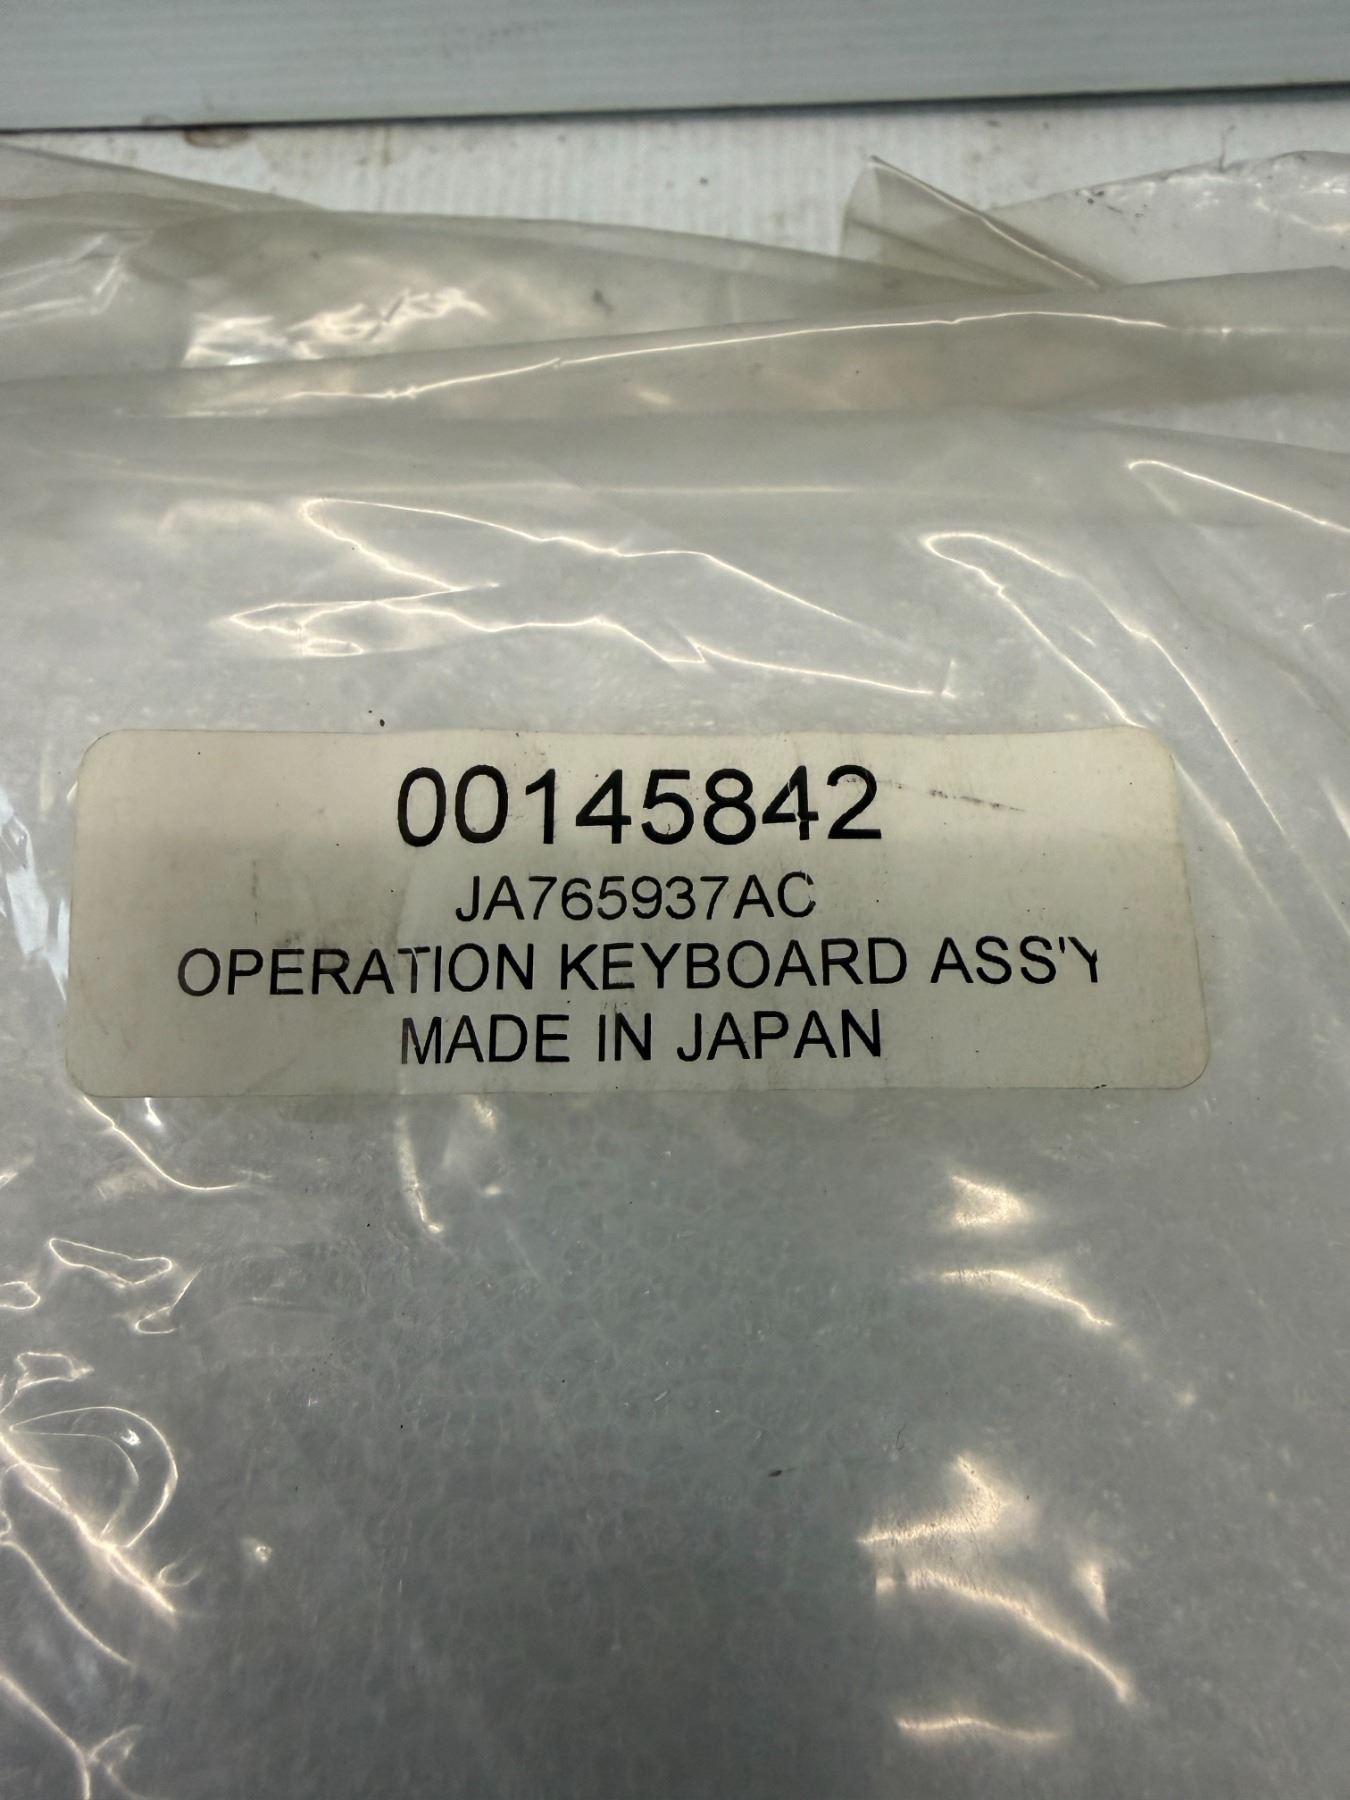 00145842
JA765937AC
OPERATION KEYBOARD ASS'Y
MADE IN JAPAN